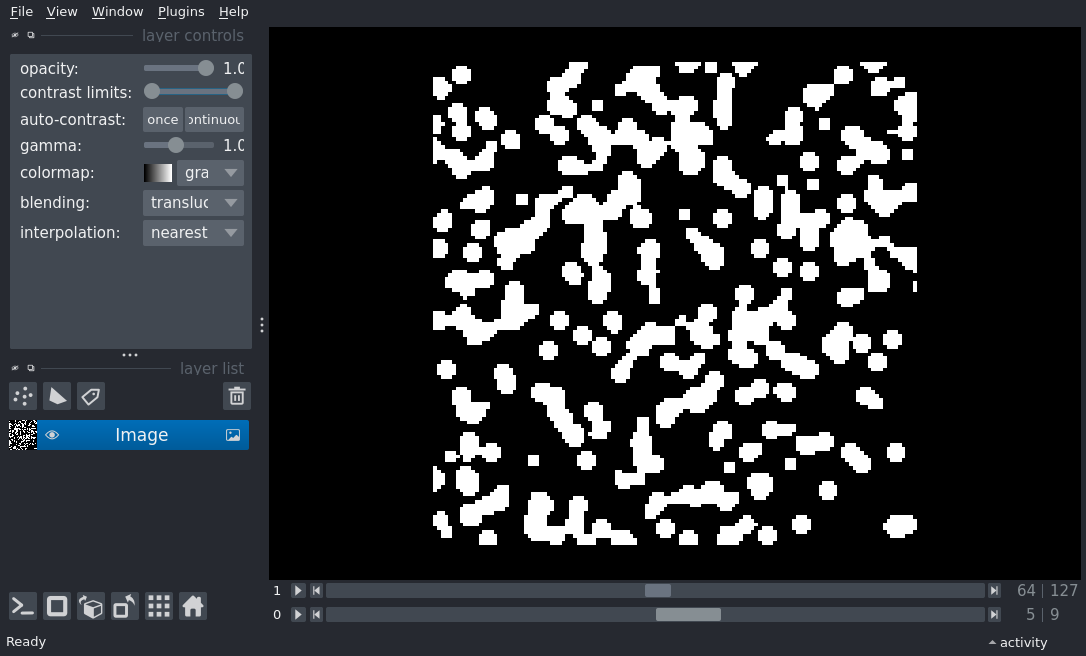 File View Window Plugins Help
layer controls
opacity: 1.0
contrast limits:
auto-contrast: once ontinuou
gamma: 1.0
colormap: gra
blending: transluc
interpolation: nearest
layer list
Image
1 64 | 127
0 5 | 9
Ready activity